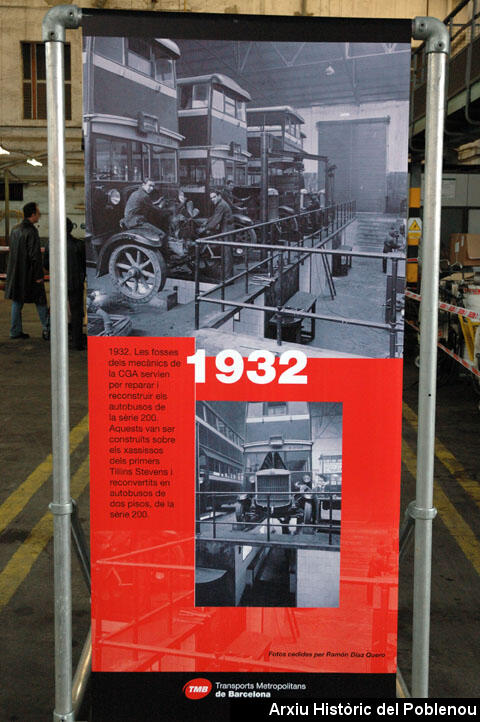 1932
1932. Les fosses
dels mecànics de
la CGA servien
per reparar i
reconstruir els
autobusos de
la sèrie 200.
Aquests van ser
construïts sobre
els xassissos
dels primers
Tillins Stevens i
reconvertits en
autobusos de
dos pisos, de la
sèrie 200.
1932
Fotos cedides per Ramón Díaz Quero
TMB Transports Metropolitans
de Barcelona
Arxiu Històric del Poblenou